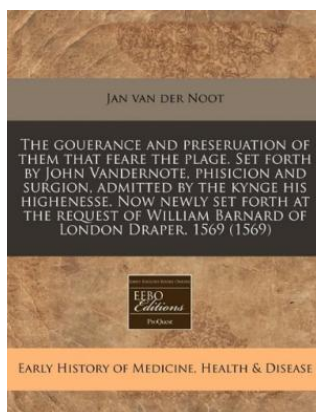 Jan van der Noot
The gouerance and preseruation of
them that feare the plage. Set forth
by John Vandernote, phisicion and
surgion, admitted by the kynge his
highenesse. Now newly set forth at
the request of William Barnard of
London Draper. 1569 (1569)
EEBO
Editions
ProQuest
Early History of Medicine, Health & Disease